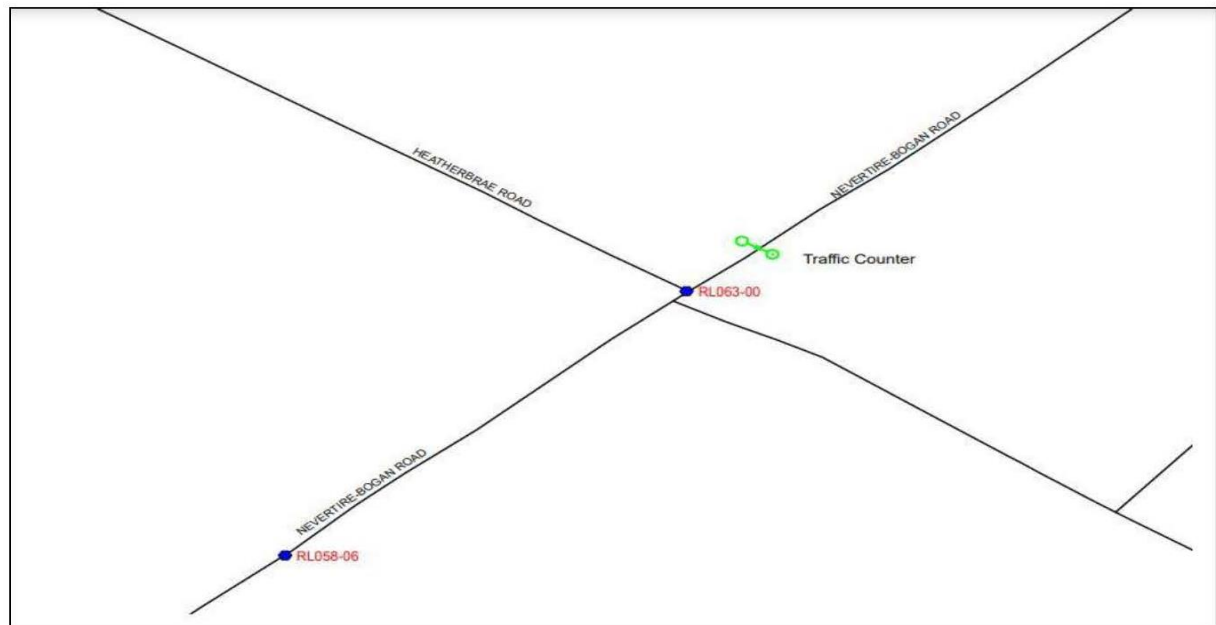 NEVERTIRE-BOGAN ROAD
HEATHERBRAE ROAD
Traffic Counter
RL063-00
NEVERTIRE-BOGAN ROAD
RL058-06